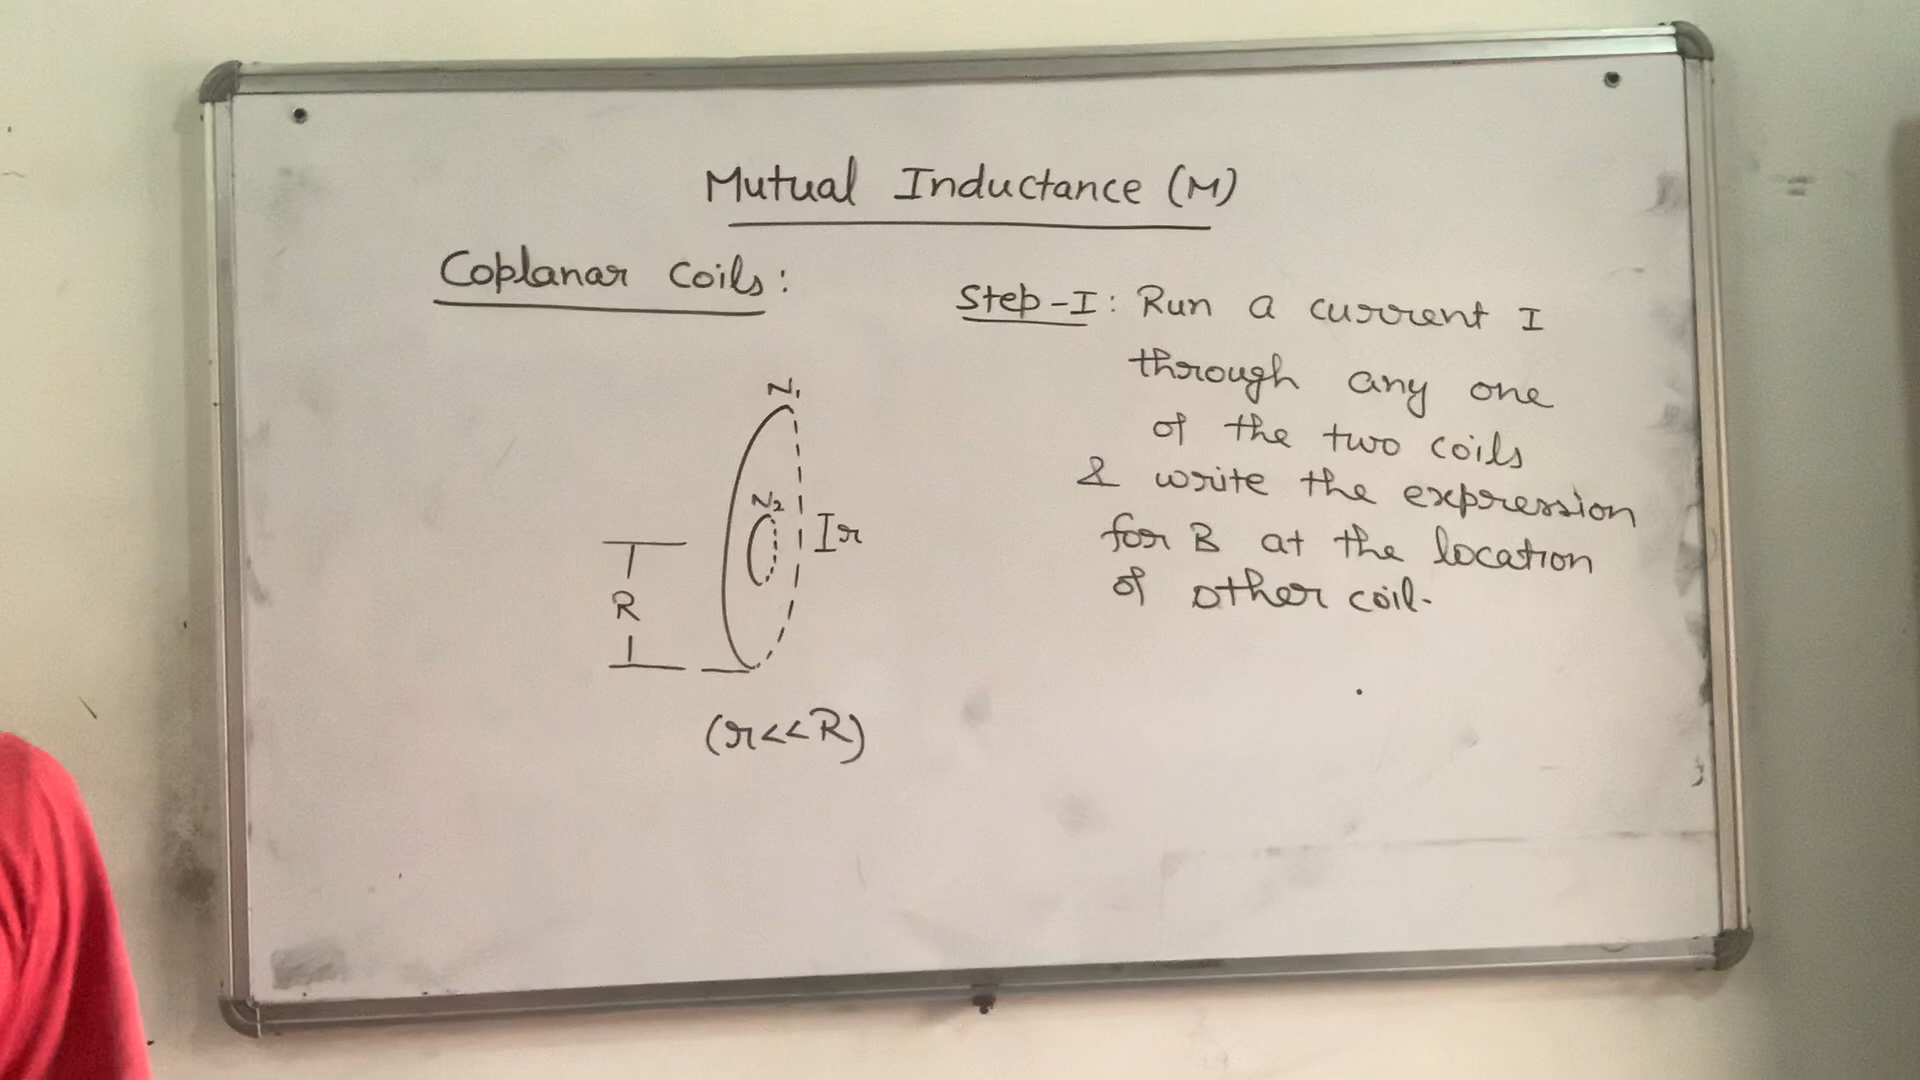 Mutual Inductance (M)
Coplanar Coils:
Step-I: Run a current I
through any one
of the two coils
& write the expression
for B at the location
of other coil.
N₁
N₂
Ir
R
(r<<R)